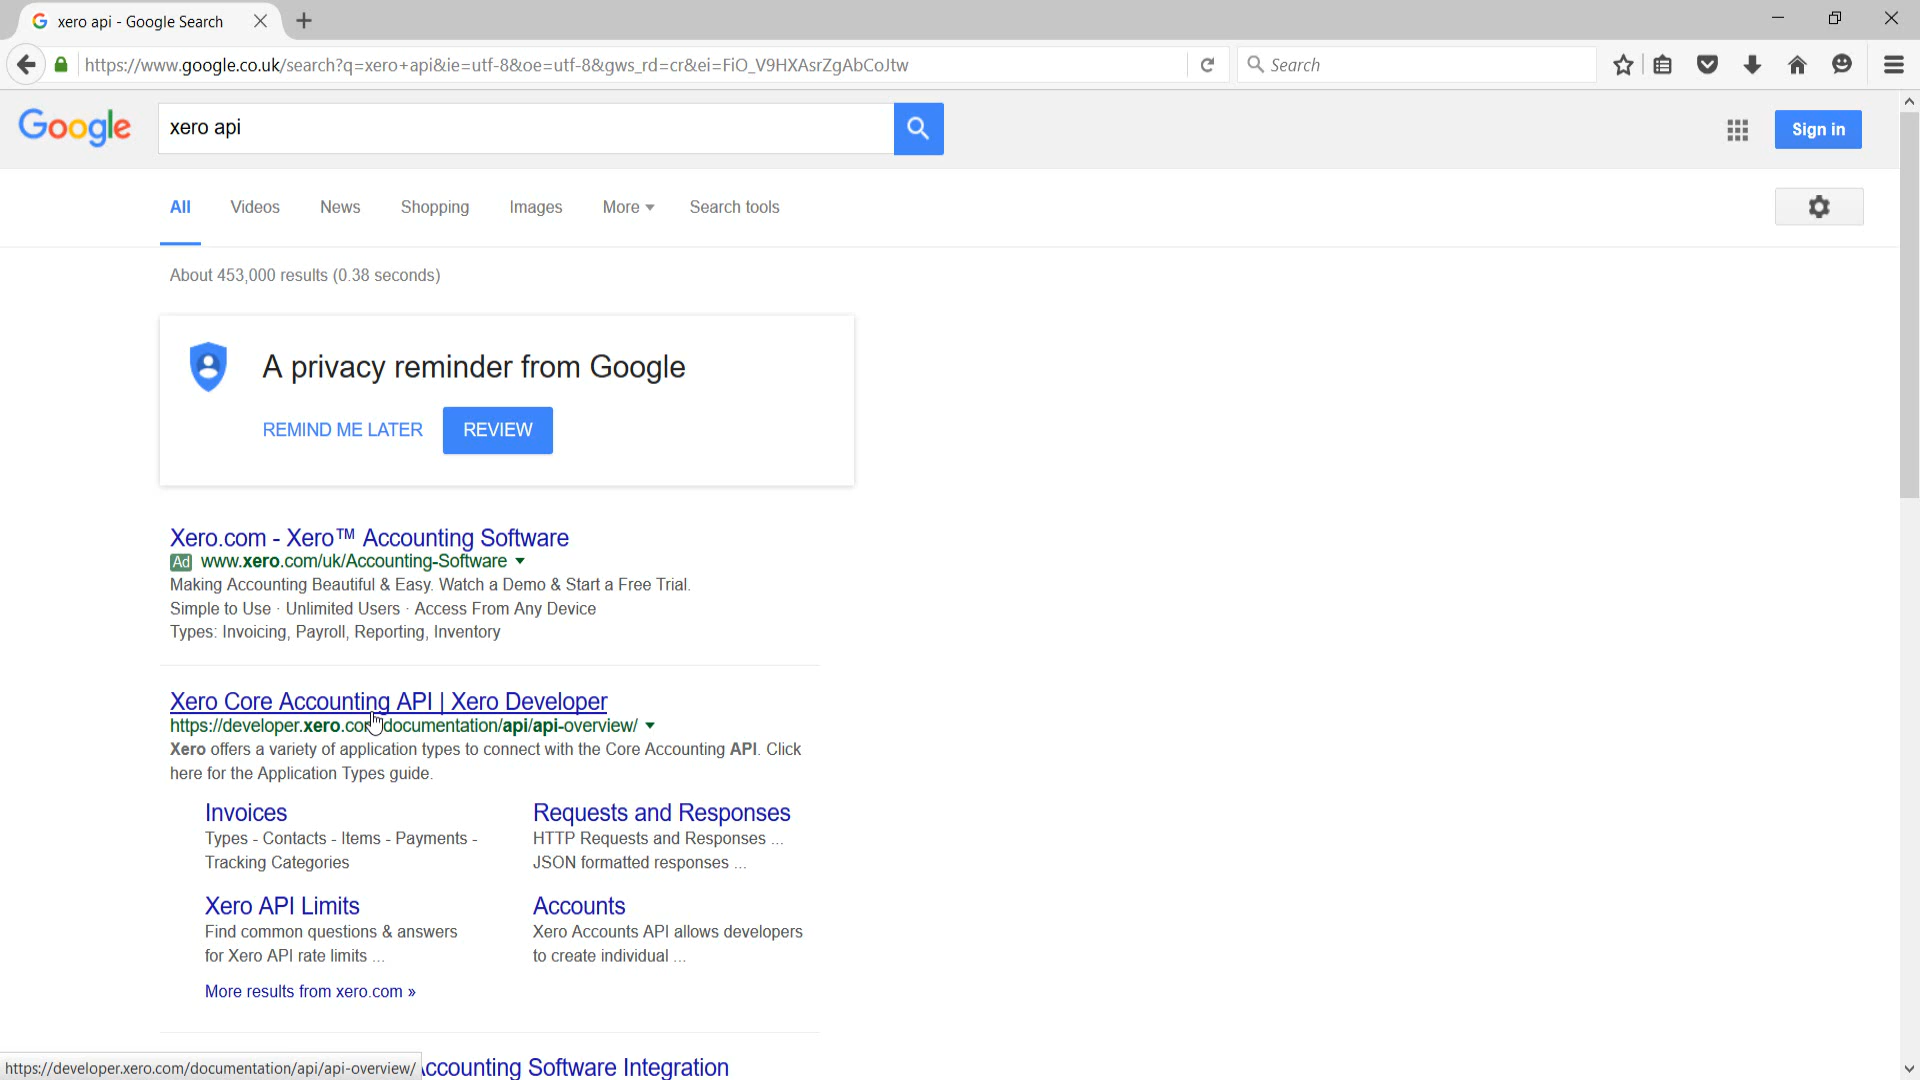 xero api - Google Search
https://www.google.co.uk/search?q=xero+api&ie=utf-8&oe=utf-8&gws_rd=cr&ei=FiO_V9HXAsrZgAbCoJtw
Search
Google
xero api
Sign in
All Videos News Shopping Images More Search tools
About 453,000 results (0.38 seconds)
A privacy reminder from Google
REMIND ME LATER REVIEW
Xero.com - Xero™ Accounting Software
Ad www.xero.com/uk/Accounting-Software
Making Accounting Beautiful & Easy. Watch a Demo & Start a Free Trial.
Simple to Use · Unlimited Users · Access From Any Device
Types: Invoicing, Payroll, Reporting, Inventory
Xero Core Accounting API | Xero Developer
https://developer.xero.com/documentation/api/api-overview/
Xero offers a variety of application types to connect with the Core Accounting API. Click
here for the Application Types guide.
Invoices
Types - Contacts - Items - Payments -
Tracking Categories
Requests and Responses
HTTP Requests and Responses ...
JSON formatted responses ...
Xero API Limits
Find common questions & answers
for Xero API rate limits ...
Accounts
Xero Accounts API allows developers
to create individual ...
More results from xero.com »
ccounting Software Integration
https://developer.xero.com/documentation/api/api-overview/